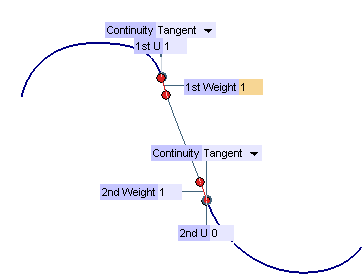 Continuity Tangent
1st U 1
1st Weight 1
Continuity Tangent
2nd Weight 1
2nd U 0